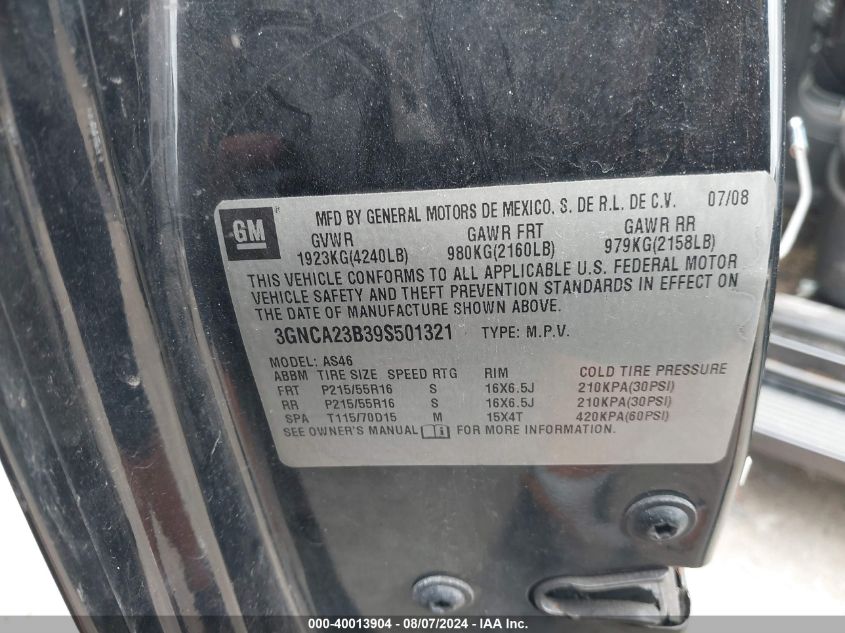 GM
MFD BY GENERAL MOTORS DE MEXICO, S. DE R.L. DE C.V. 07/08
GVWR GAWR FRT GAWR RR
1923KG(4240LB) 980KG(2160LB) 979KG(2158LB)
THIS VEHICLE CONFORMS TO ALL APPLICABLE U.S. FEDERAL MOTOR
VEHICLE SAFETY AND THEFT PREVENTION STANDARDS IN EFFECT ON
THE DATE OF MANUFACTURE SHOWN ABOVE.
3GNCA23B39S501321 TYPE: M.P.V.
MODEL: AS46
ABBM TIRE SIZE SPEED RTG RIM COLD TIRE PRESSURE
FRT P215/55R16 S 16X6.5J 210KPA(30PSI)
RR P215/55R16 S 16X6.5J 210KPA(30PSI)
SPA T115/70D15 M 15X4T 420KPA(60PSI)
SEE OWNER'S MANUAL FOR MORE INFORMATION.
000-40013904 - 08/07/2024 - IAA Inc.